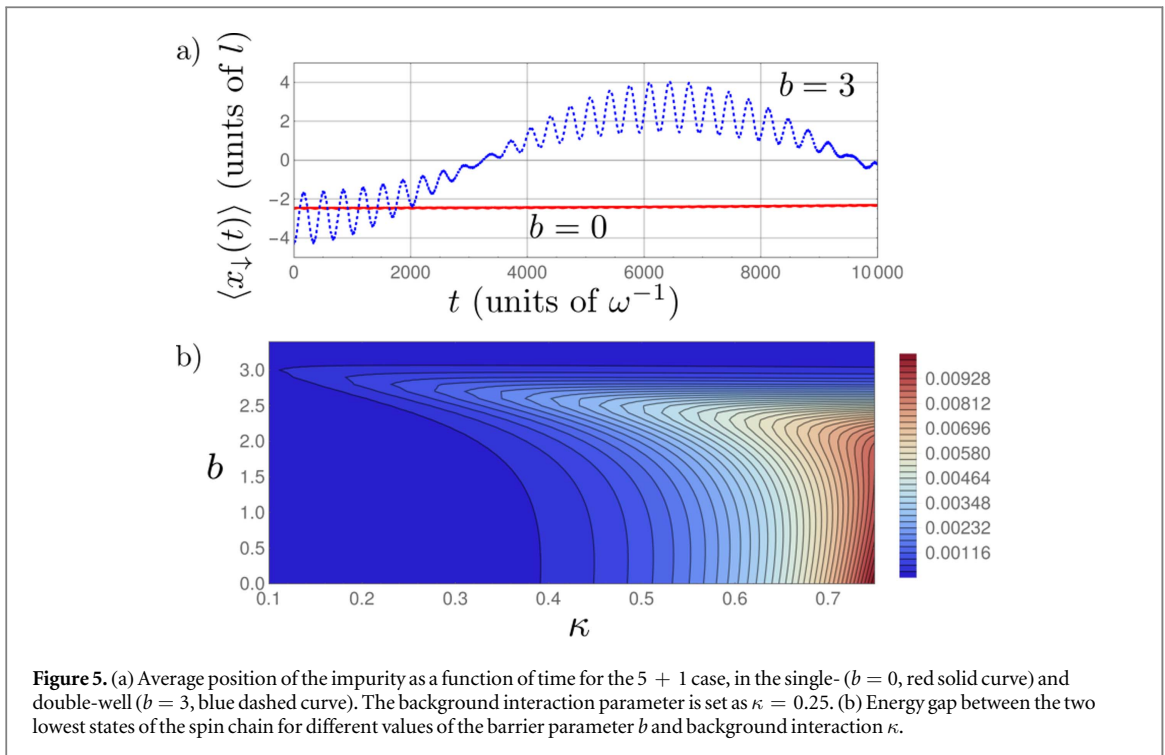 a)
⟨x↓(t)⟩ (units of l)
4
2
0
−2
−4
b = 3
b = 0
0 2000 4000 6000 8000 10 000
t (units of ω⁻¹)
b)
b
3.0
2.5
2.0
1.5
1.0
0.5
0.0
0.1 0.2 0.3 0.4 0.5 0.6 0.7
κ
0.00928
0.00812
0.00696
0.00580
0.00464
0.00348
0.00232
0.00116
Figure 5. (a) Average position of the impurity as a function of time for the 5 + 1 case, in the single- (b = 0, red solid curve) and
double-well (b = 3, blue dashed curve). The background interaction parameter is set as κ = 0.25. (b) Energy gap between the two
lowest states of the spin chain for different values of the barrier parameter b and background interaction κ.